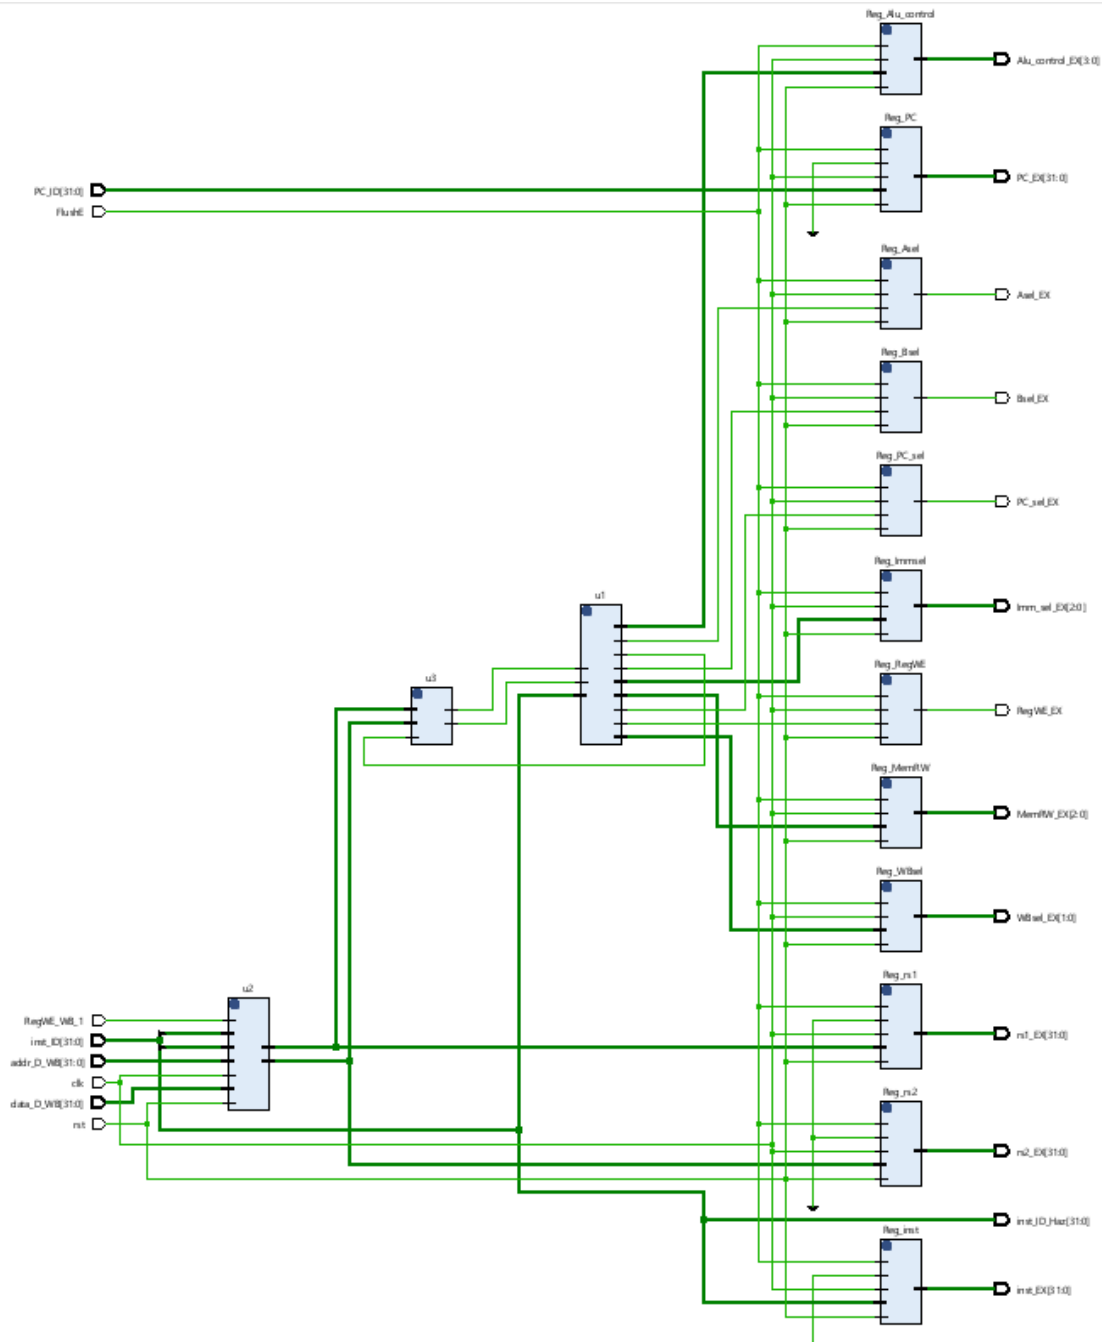 Reg_Alu_control
Alu_control_EX[3:0]
Reg_PC
PC_ID[31:0]
PC_EX[31:0]
FlushE
Reg_Asel
Asel_EX
Reg_Bsel
Bsel_EX
Reg_PC_sel
PC_sel_EX
Reg_Immsel
u1
Imm_sel_EX[2:0]
Reg_RegWE
u3
RegWE_EX
Reg_MemRW
MemRW_EX[2:0]
Reg_WBsel
WBsel_EX[1:0]
Reg_rs1
u2
RegWE_WB_1
inst_ID[31:0]
rs1_EX[31:0]
addr_D_WB[31:0]
clk
data_D_WB[31:0]
rst
Reg_rs2
rs2_EX[31:0]
inst_ID_Haz[31:0]
Reg_inst
inst_EX[31:0]